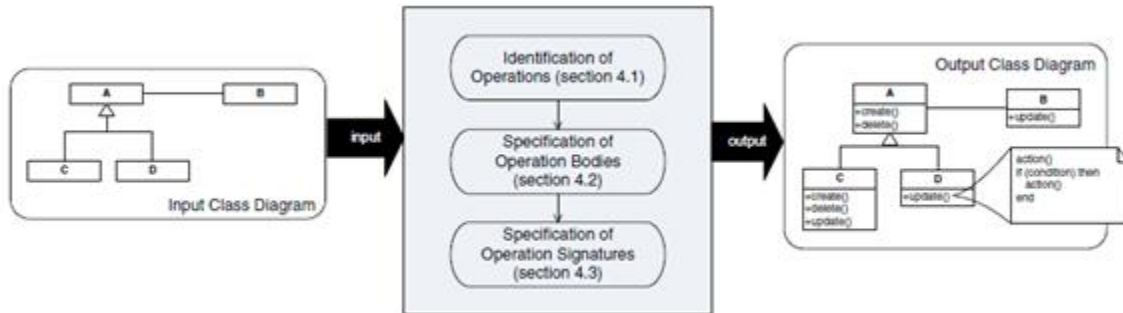 A
B
C
D
Input Class Diagram
input
Identification of
Operations (section 4.1)
Specification of
Operation Bodies
(section 4.2)
Specification of
Operation Signatures
(section 4.3)
output
Output Class Diagram
A
+create()
+delete()
B
+update()
C
+create()
+delete()
+update()
D
+update()
action()
if (condition) then
action()
end